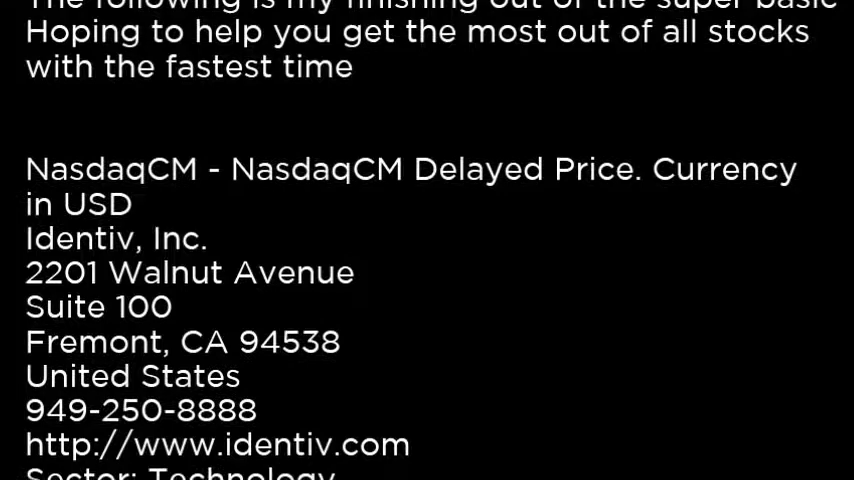 The following is my finishing out of the super basic
Hoping to help you get the most out of all stocks
with the fastest time
NasdaqCM - NasdaqCM Delayed Price. Currency
in USD
Identiv, Inc.
2201 Walnut Avenue
Suite 100
Fremont, CA 94538
United States
949-250-8888
http://www.identiv.com
Sector: Technology